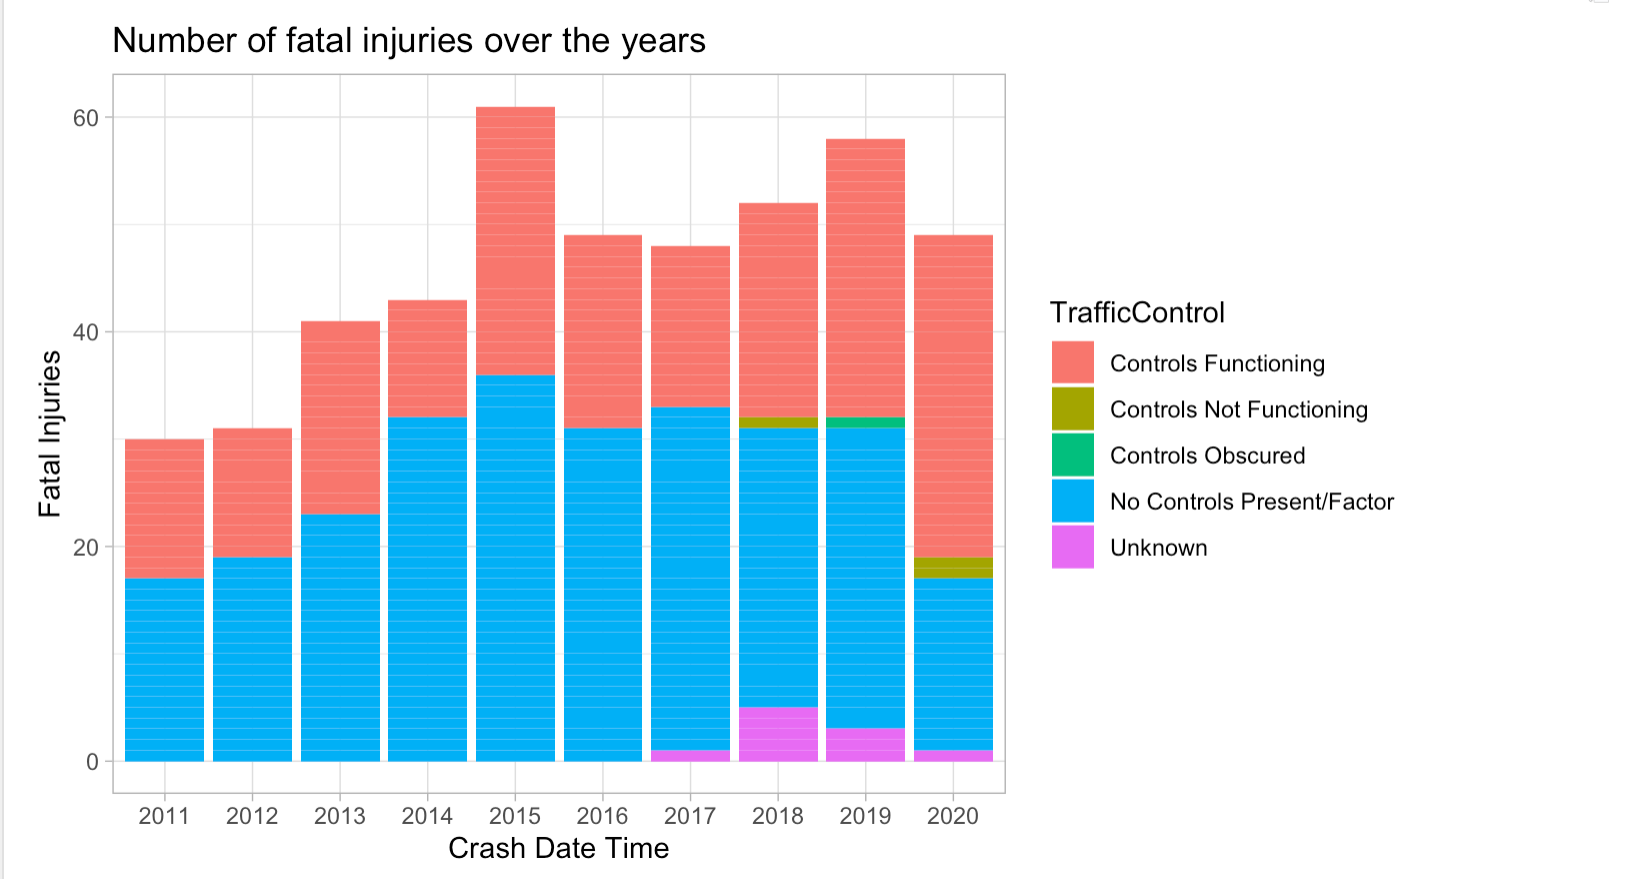 Number of fatal injuries over the years
60
40
20
0
Fatal Injuries
2011 2012 2013 2014 2015 2016 2017 2018 2019 2020
Crash Date Time
TrafficControl
Controls Functioning
Controls Not Functioning
Controls Obscured
No Controls Present/Factor
Unknown